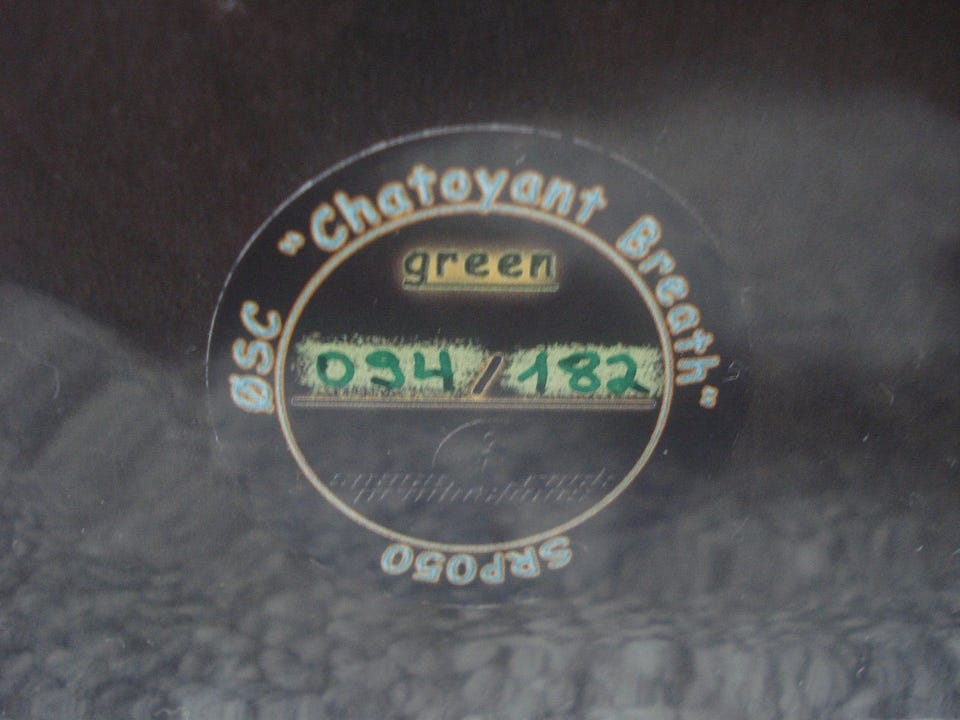 ØSC "Chatoyant Breath"
green
094/182
SRP050